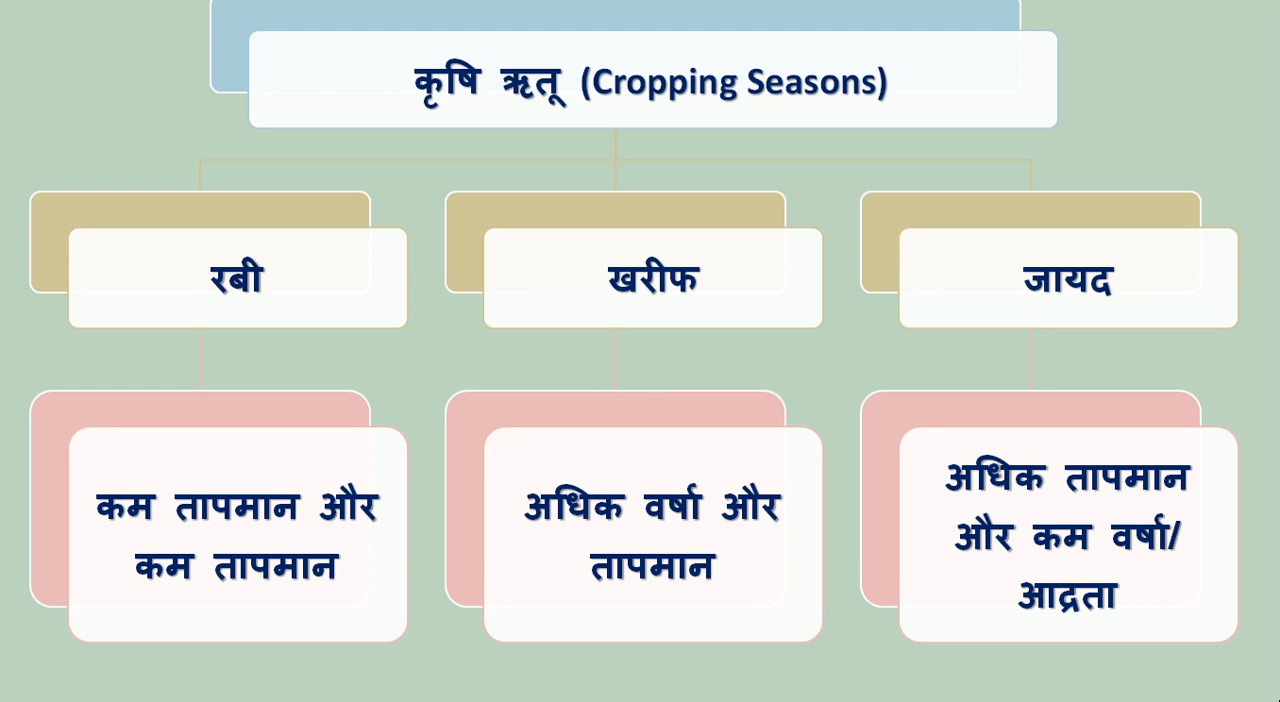 कृषि ऋतू (Cropping Seasons)
रबी
खरीफ
जायद
कम तापमान और
कम तापमान
अधिक वर्षा और
तापमान
अधिक तापमान
और कम वर्षा/
आद्रता